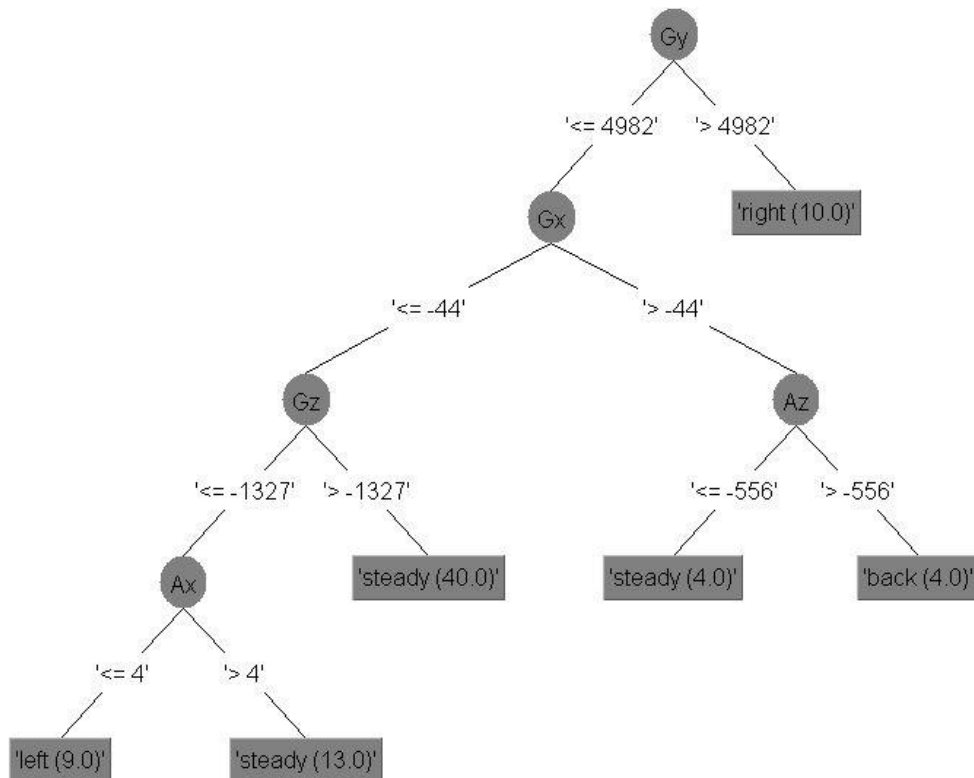 Gy
'<= 4982' '> 4982'
Gx 'right (10.0)'
'<= -44' '> -44'
Gz Az
'<= -1327' '> -1327' '<= -556' '> -556'
Ax 'steady (40.0)' 'steady (4.0)' 'back (4.0)'
'<= 4' '> 4'
'left (9.0)' 'steady (13.0)'